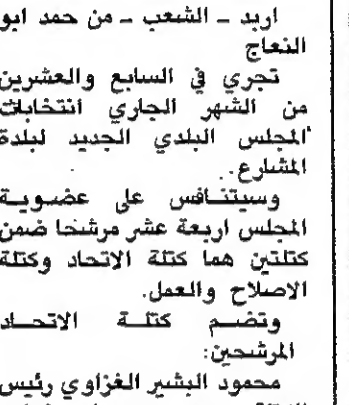 اربد ــ الشعب ــ من حمد ابو
النعاج
تجري في السابع والعشرين
من الشهر الجاري انتخابات
المجلس البلدي الجديد لبلدة
المشارع.
وسيتنافس على عضوية
المجلس اربعة عشر مرشحا ضمن
كتلتين هما كتلة الاتحاد وكتلة
الاصلاح والعمل.
وتضم كتلة الاتحاد
المرشحين:
محمود البشير الغزاوي رئيس